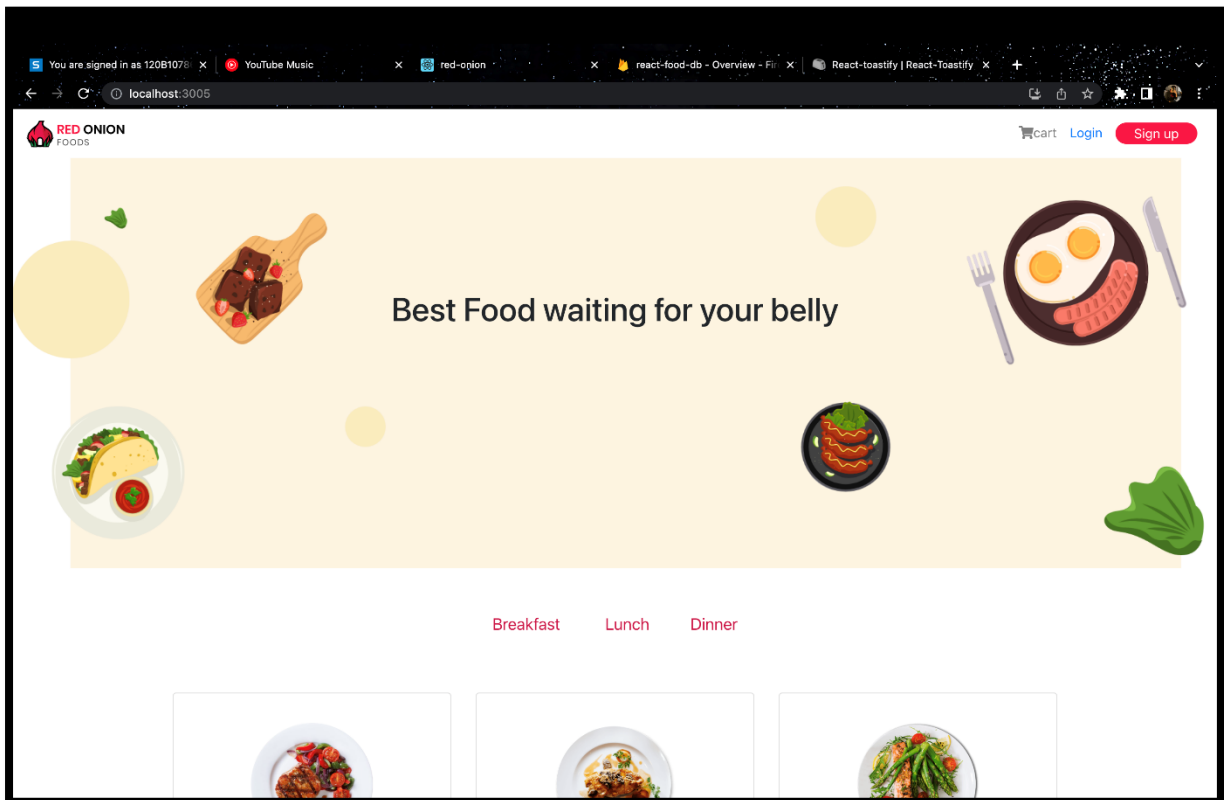 You are signed in as 120B1078
YouTube Music
red-onion
react-food-db - Overview - Fir
React-toastify | React-Toastify
localhost:3005
RED ONION
FOODS
cart Login Sign up
Best Food waiting for your belly
Breakfast Lunch Dinner